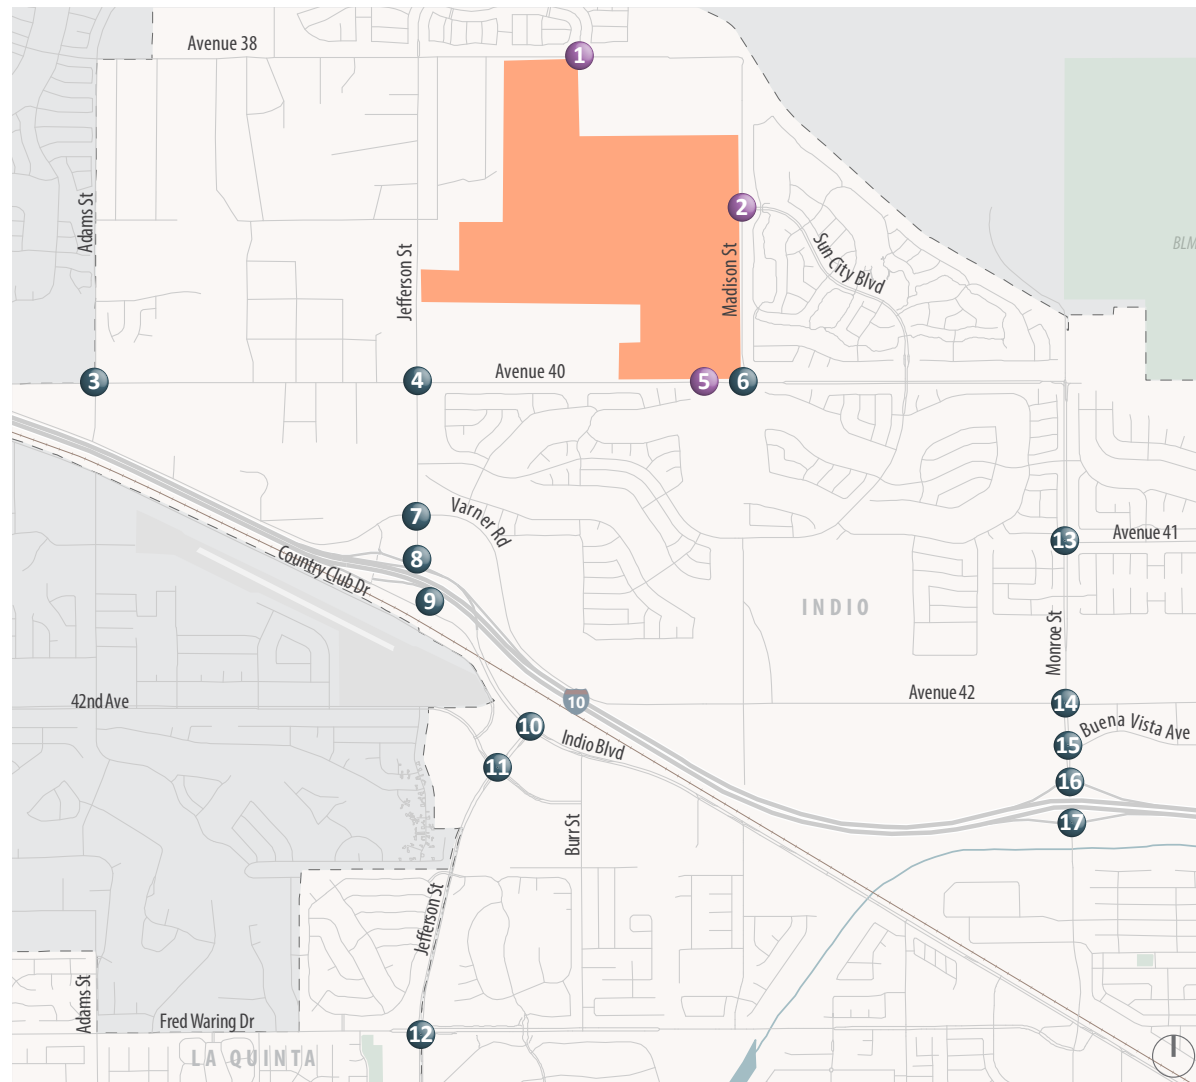 Avenue 38
1
Adams St
2
Jefferson St
Madison St
Sun City Blvd
BLM
3
4
Avenue 40
5
6
7
Varner Rd
8
Country Club Dr
9
13
Avenue 41
INDIO
Monroe St
42nd Ave
10
Avenue 42
14
10
Indio Blvd
15
Buena Vista Ave
11
16
Burr St
17
Jefferson St
Adams St
Fred Waring Dr
12
LA QUINTA